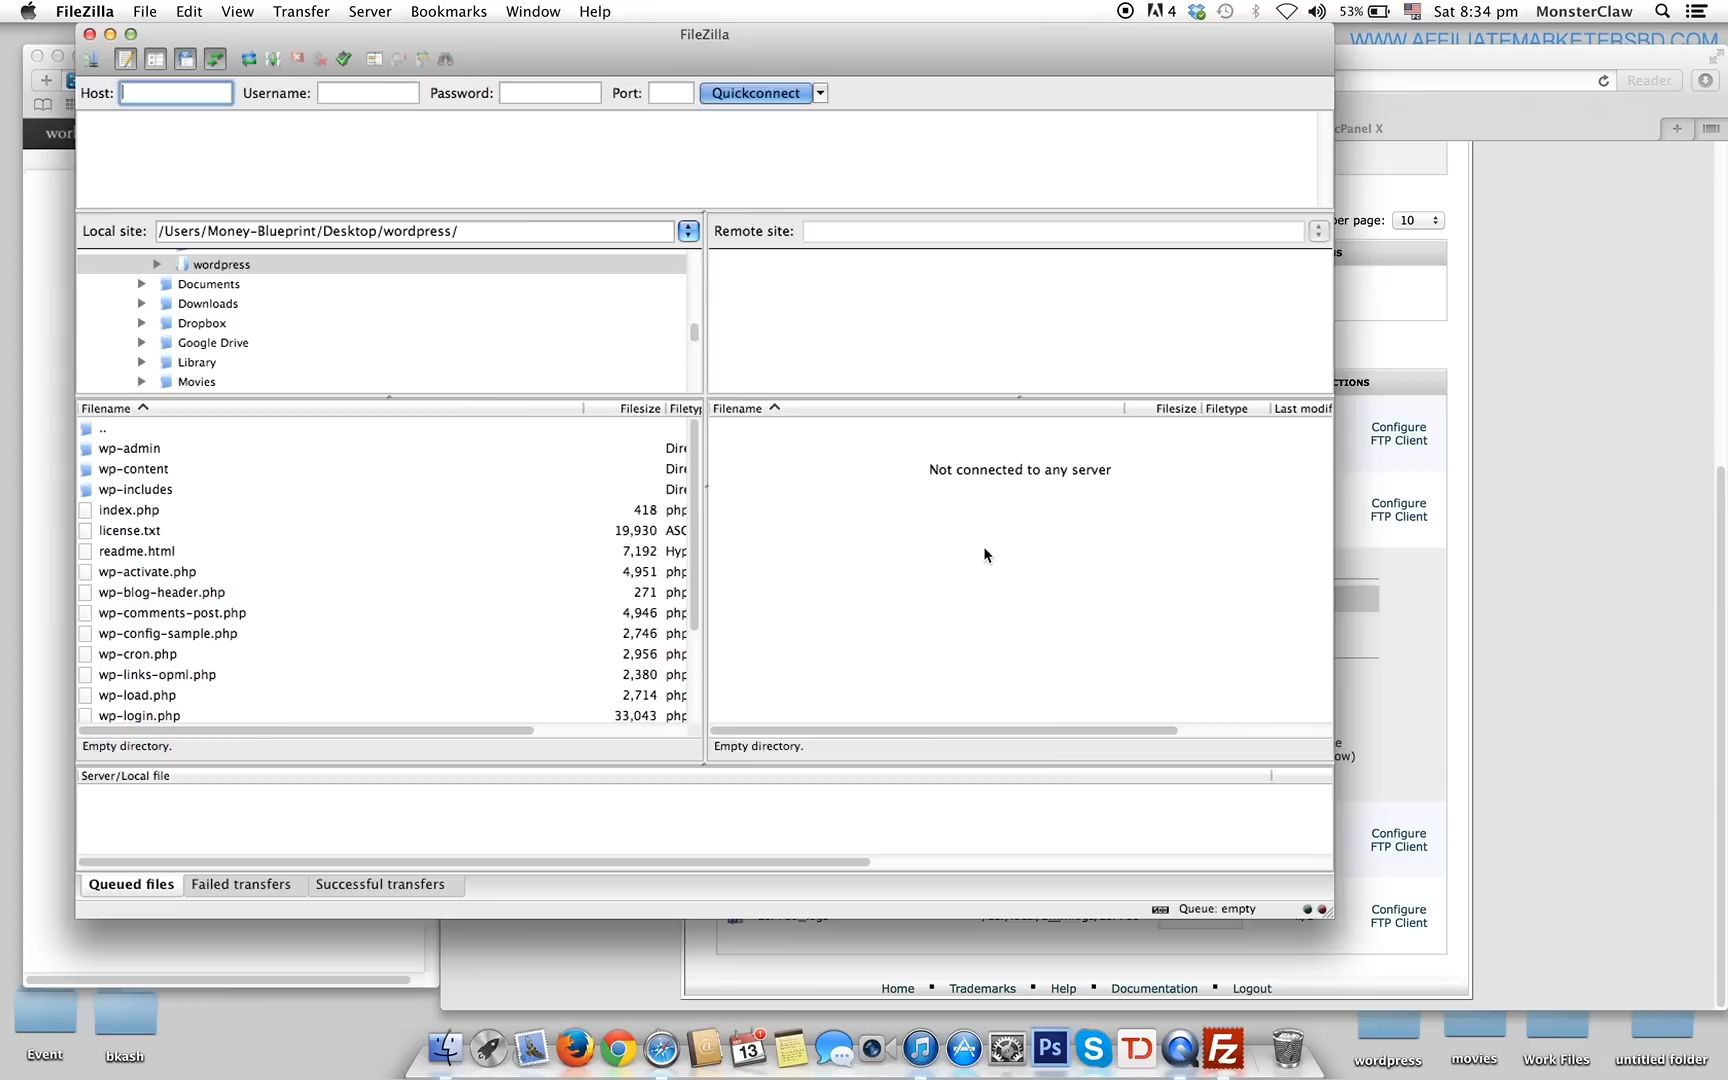 FileZilla File Edit View Transfer Server Bookmarks Window Help 4 53% Sat 8:34 pm MonsterClaw
WWW.AFFILIATEMARKETERSBD.COM
FileZilla
Reader
Host: Username: Password: Port: Quickconnect
cPanel X
per page: 10
Local site: /Users/Money-Blueprint/Desktop/wordpress/
Remote site:
wordpress
Documents
Downloads
Dropbox
Google Drive
Library
Movies
CTIONS
Filename Filesize Filetyp
Filename Filesize Filetype Last modif
..
wp-admin Dire
wp-content Dire
wp-includes Dire
index.php 418 php
license.txt 19,930 ASC
readme.html 7,192 Hyp
wp-activate.php 4,951 php
wp-blog-header.php 271 php
wp-comments-post.php 4,946 php
wp-config-sample.php 2,746 php
wp-cron.php 2,956 php
wp-links-opml.php 2,380 php
wp-load.php 2,714 php
wp-login.php 33,043 php
Not connected to any server
Configure
FTP Client
Configure
FTP Client
Empty directory.
Empty directory.
ow)
Server/Local file
Configure
FTP Client
Queued files Failed transfers Successful transfers
Queue: empty
Configure
FTP Client
Home Trademarks Help Documentation Logout
Event
bkash
13
Ps
TD
Fz
wordpress
movies
Work Files
untitled folder